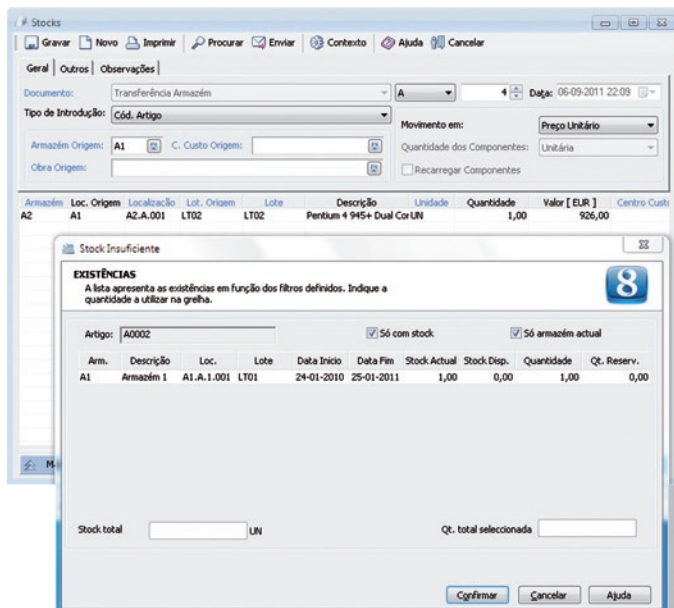 Stocks
Gravar Novo Imprimir Procurar Enviar Contexto Ajuda Cancelar
Geral Outros Observações
Documento: Transferência Armazém A 4 Data: 06-09-2011 22:09
Tipo de Introdução: Cód. Artigo
Movimento em: Preço Unitário
Armazém Origem: A1 C. Custo Origem: Quantidade dos Componentes: Unitária
Obra Origem: Recarregar Componentes
Armazém Loc. Origem Localização Lot. Origem Lote Descrição Unidade Quantidade Valor [ EUR ] Centro Custo
A2 A1 A2.A.001 LT02 LT02 Pentium 4 945+ Dual Cor UN 1,00 926,00
Stock Insuficiente
EXISTÊNCIAS
A lista apresenta as existências em função dos filtros definidos. Indique a
quantidade a utilizar na grelha.
8
Artigo: A0002 Só com stock Só armazém actual
Arm. Descrição Loc. Lote Data Inicio Data Fim Stock Actual Stock Disp. Quantidade Qt. Reserv.
A1 Armazém 1 A1.A.1.001 LT01 24-01-2010 25-01-2011 1,00 0,00 1,00 0,00
Stock total UN Qt. total seleccionada
Confirmar Cancelar Ajuda